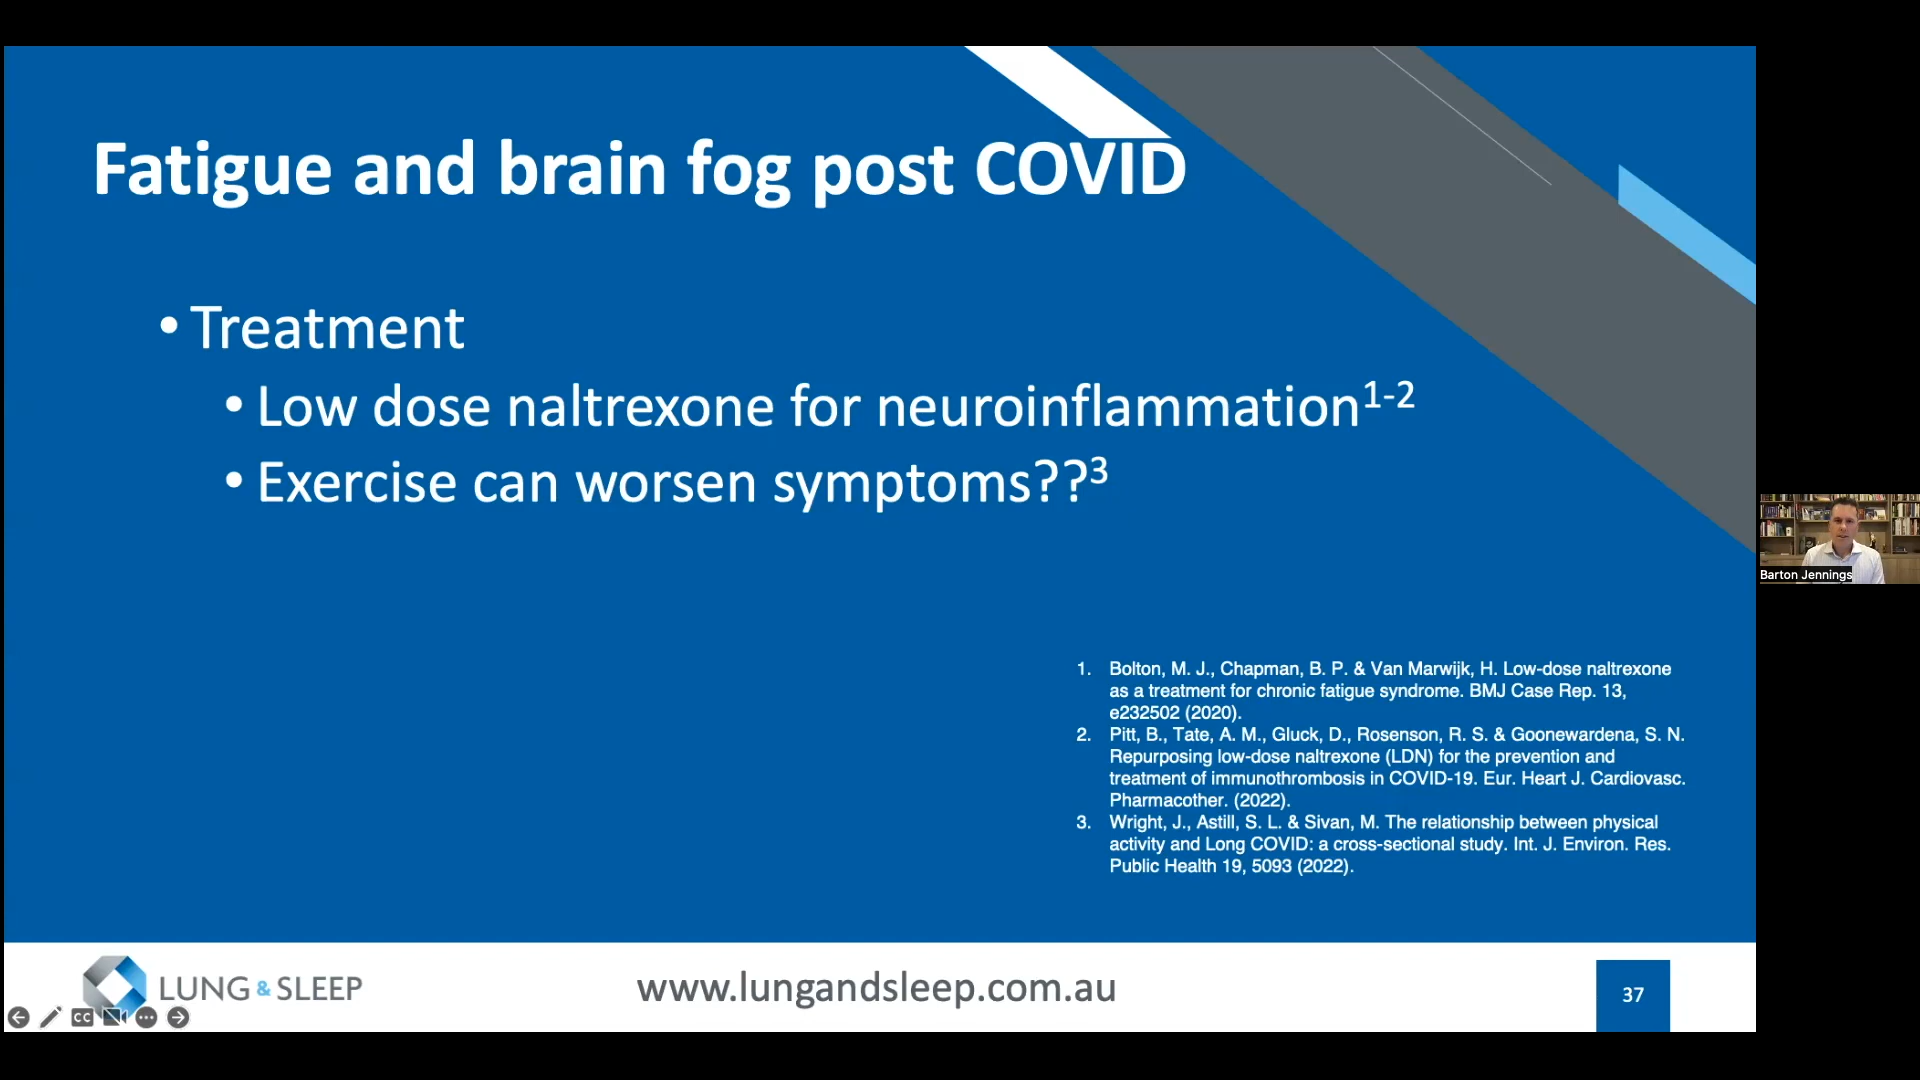 Fatigue and brain fog post COVID
• Treatment
• Low dose naltrexone for neuroinflammation1-2
• Exercise can worsen symptoms??3
1. Bolton, M. J., Chapman, B. P. & Van Marwijk, H. Low-dose naltrexone
as a treatment for chronic fatigue syndrome. BMJ Case Rep. 13,
e232502 (2020).
2. Pitt, B., Tate, A. M., Gluck, D., Rosenson, R. S. & Goonewardena, S. N.
Repurposing low-dose naltrexone (LDN) for the prevention and
treatment of immunothrombosis in COVID-19. Eur. Heart J. Cardiovasc.
Pharmacother. (2022).
3. Wright, J., Astill, S. L. & Sivan, M. The relationship between physical
activity and Long COVID: a cross-sectional study. Int. J. Environ. Res.
Public Health 19, 5093 (2022).
Barton Jennings
LUNG & SLEEP
www.lungandsleep.com.au
37
CC